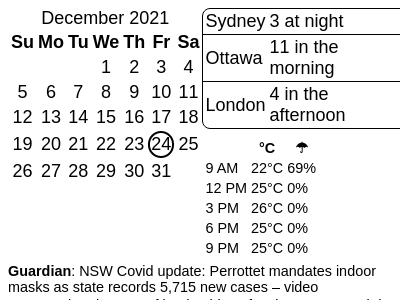 December 2021
Su Mo Tu We Th Fr Sa
1 2 3 4
5 6 7 8 9 10 11
12 13 14 15 16 17 18
19 20 21 22 23 24 25
26 27 28 29 30 31
Sydney 3 at night
Ottawa 11 in the
morning
London 4 in the
afternoon
°C ☂
9 AM 22°C 69%
12 PM 25°C 0%
3 PM 26°C 0%
6 PM 25°C 0%
9 PM 25°C 0%
Guardian: NSW Covid update: Perrottet mandates indoor
masks as state records 5,715 new cases – video